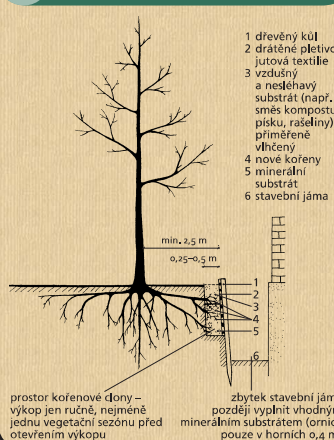 1 dřevěný kůl
2 drátěné pletivo
jutová textilie
3 vzdušný
a neslěhavý
substrát (např.
směs kompostu
písku, rašeliny)
přiměřeně
vlhčený
4 nové kořeny
5 minerální
substrát
6 stavební jáma
min. 2,5 m
0,25–0,5 m
1
2
3
4
5
6
prostor kořenové clony –
výkop jen ručně, nejméně
jednu vegetační sezónu před
otevřením výkopu
zbytek stavební jám
později vyplnit vhodným
minerálním substrátem (orni
pouze v horních 0,4 m